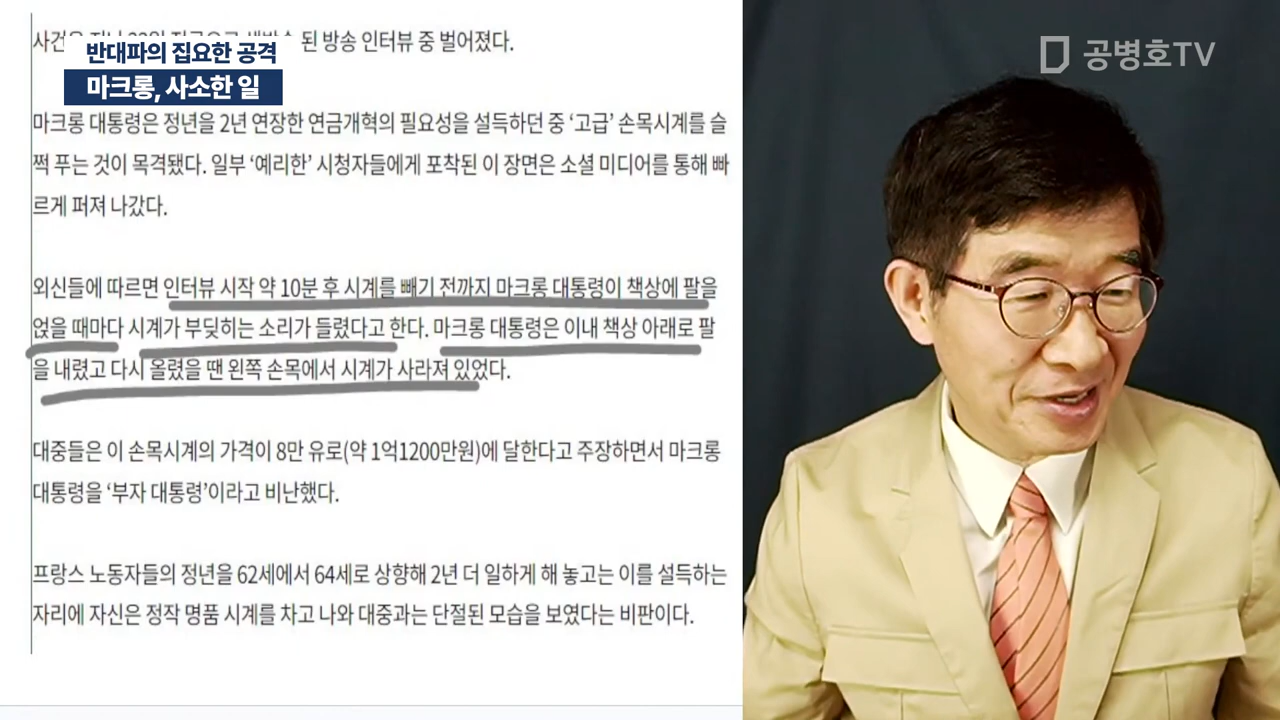 된 방송 인터뷰 중 벌어졌다.
반대파의 집요한 공격
마크롱, 사소한 일
공병호TV
마크롱 대통령은 정년을 2년 연장한 연금개혁의 필요성을 설득하던 중 ‘고급’ 손목시계를 슬
쩍 푸는 것이 목격됐다. 일부 ‘예리한’ 시청자들에게 포착된 이 장면은 소셜 미디어를 통해 빠
르게 퍼져 나갔다.
외신들에 따르면 인터뷰 시작 약 10분 후 시계를 빼기 전까지 마크롱 대통령이 책상에 팔을
얹을 때마다 시계가 부딪히는 소리가 들렸다고 한다. 마크롱 대통령은 이내 책상 아래로 팔
을 내렸고 다시 올렸을 땐 왼쪽 손목에서 시계가 사라져 있었다.
대중들은 이 손목시계의 가격이 8만 유로(약 1억1200만원)에 달한다고 주장하면서 마크롱
대통령을 ‘부자 대통령’이라고 비난했다.
프랑스 노동자들의 정년을 62세에서 64세로 상향해 2년 더 일하게 해 놓고는 이를 설득하는
자리에 자신은 정작 명품 시계를 차고 나와 대중과는 단절된 모습을 보였다는 비판이다.